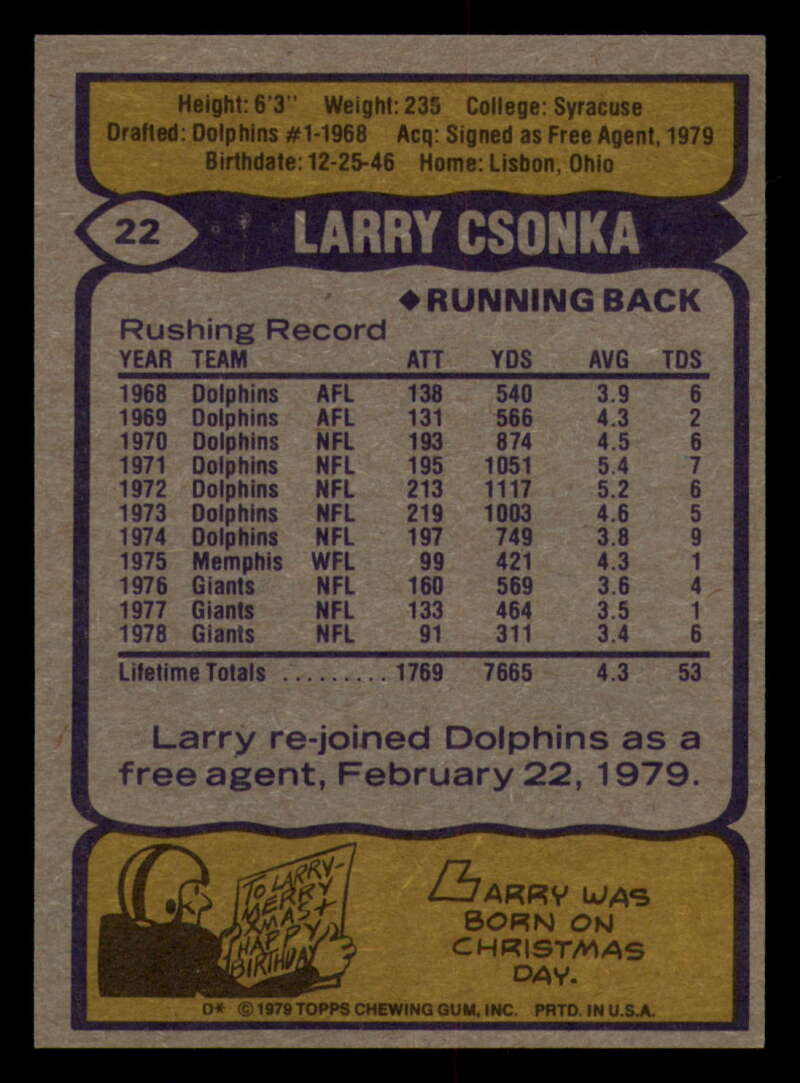 Height: 6'3" Weight: 235 College: Syracuse
Drafted: Dolphins #1-1968 Acq: Signed as Free Agent, 1979
Birthdate: 12-25-46 Home: Lisbon, Ohio
22 LARRY CSONKA
◆RUNNING BACK
Rushing Record
YEAR TEAM ATT YDS AVG TDS
1968 Dolphins AFL 138 540 3.9 6
1969 Dolphins AFL 131 566 4.3 2
1970 Dolphins NFL 193 874 4.5 6
1971 Dolphins NFL 195 1051 5.4 7
1972 Dolphins NFL 213 1117 5.2 6
1973 Dolphins NFL 219 1003 4.6 5
1974 Dolphins NFL 197 749 3.8 9
1975 Memphis WFL 99 421 4.3 1
1976 Giants NFL 160 569 3.6 4
1977 Giants NFL 133 464 3.5 1
1978 Giants NFL 91 311 3.4 6
Lifetime Totals ......... 1769 7665 4.3 53
Larry re-joined Dolphins as a
free agent, February 22, 1979.
TO LARRY-
MERRY
XMAS +
HAPPY
BIRTHDAY
LARRY WAS
BORN ON
CHRISTMAS
DAY.
D* © 1979 TOPPS CHEWING GUM, INC. PRTD. IN U.S.A.